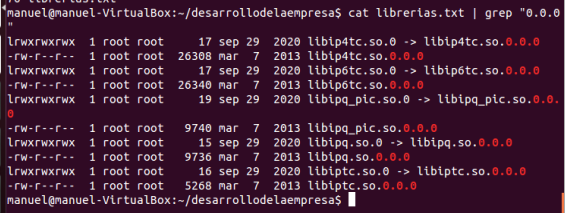 manuel@manuel-VirtualBox:~/desarrollodelaempresa$ cat librerias.txt | grep "0.0.0
"
lrwxrwxrwx 1 root root 17 sep 29 2020 libip4tc.so.0 -> libip4tc.so.0.0.0
-rw-r--r-- 1 root root 26308 mar 7 2013 libip4tc.so.0.0.0
lrwxrwxrwx 1 root root 17 sep 29 2020 libip6tc.so.0 -> libip6tc.so.0.0.0
-rw-r--r-- 1 root root 26340 mar 7 2013 libip6tc.so.0.0.0
lrwxrwxrwx 1 root root 19 sep 29 2020 libipq_pic.so.0 -> libipq_pic.so.0.0.
0
-rw-r--r-- 1 root root 9740 mar 7 2013 libipq_pic.so.0.0.0
lrwxrwxrwx 1 root root 15 sep 29 2020 libipq.so.0 -> libipq.so.0.0.0
-rw-r--r-- 1 root root 9736 mar 7 2013 libipq.so.0.0.0
lrwxrwxrwx 1 root root 16 sep 29 2020 libiptc.so.0 -> libiptc.so.0.0.0
-rw-r--r-- 1 root root 5268 mar 7 2013 libiptc.so.0.0.0
manuel@manuel-VirtualBox:~/desarrollodelaempresa$